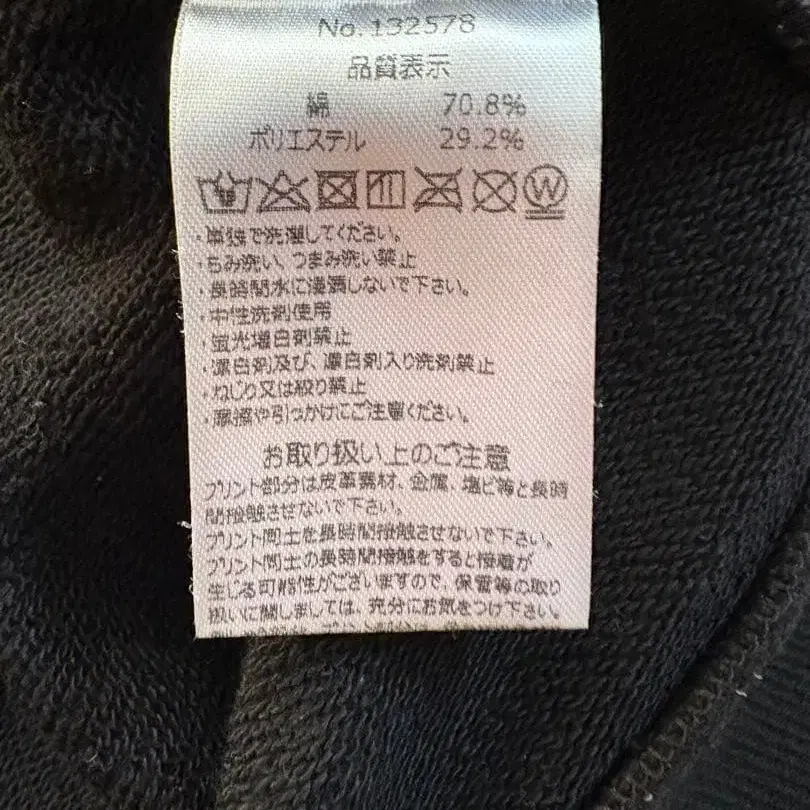 No.132578
品質表示
綿 70.8%
ポリエステル 29.2%
W
・単独で洗濯してください。
・もみ洗い、つまみ洗い禁止
・長時間水に浸漬しないで下さい。
・中性洗剤使用
・蛍光増白剤禁止
・漂白剤及び、漂白剤入り洗剤禁止
・ねじり又は絞り禁止
・摩擦や引っかけにご注意ください。
お取り扱い上のご注意
プリント部分は皮革素材、金属、塩ビ等と長時
間接触させないで下さい。
プリント同士を長時間接触させないで下さい。
プリント同士の長時間接触をすると接着が
生じる可能性がございますので、保管等の取り
扱いに関しましては、充分にお気をつけ下さい。